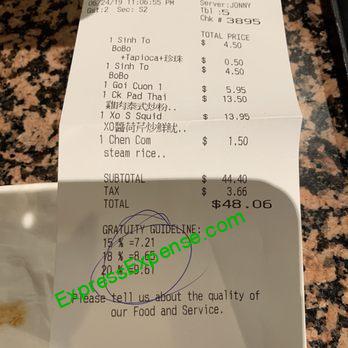 06/24/19 11:06:55 PM
Server: JONNY
Gst:2 Sec: S2
Tbl :5
Chk # 3895
TOTAL PRICE
1 Sinh To $ 4.50
BoBo
+Tapioca+珍珠 $ 0.50
1 Sinh To $ 4.50
BoBo
1 Goi Cuon 1 $ 5.95
1 Ck Pad Thai $ 13.50
雞肉泰式炒粉..
1 Xo S Squid $ 13.95
XO醬荷芹炒鮮魷..
1 Chen Com $ 1.50
steam rice..
SUBTOTAL $ 44.40
TAX $ 3.66
TOTAL $48.06
GRATUITY GUIDELINE:
15 % =7.21
18 % =8.65
20 % =9.61
ExpressExpense.com
Please tell us about the quality of
our Food and Service.